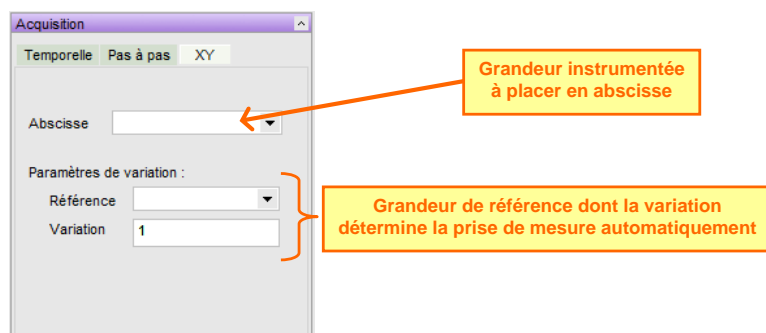 Acquisition
Temporelle Pas à pas XY
Grandeur instrumentée
à placer en abscisse
Abscisse
Paramètres de variation :
Référence
Variation 1
Grandeur de référence dont la variation
détermine la prise de mesure automatiquement